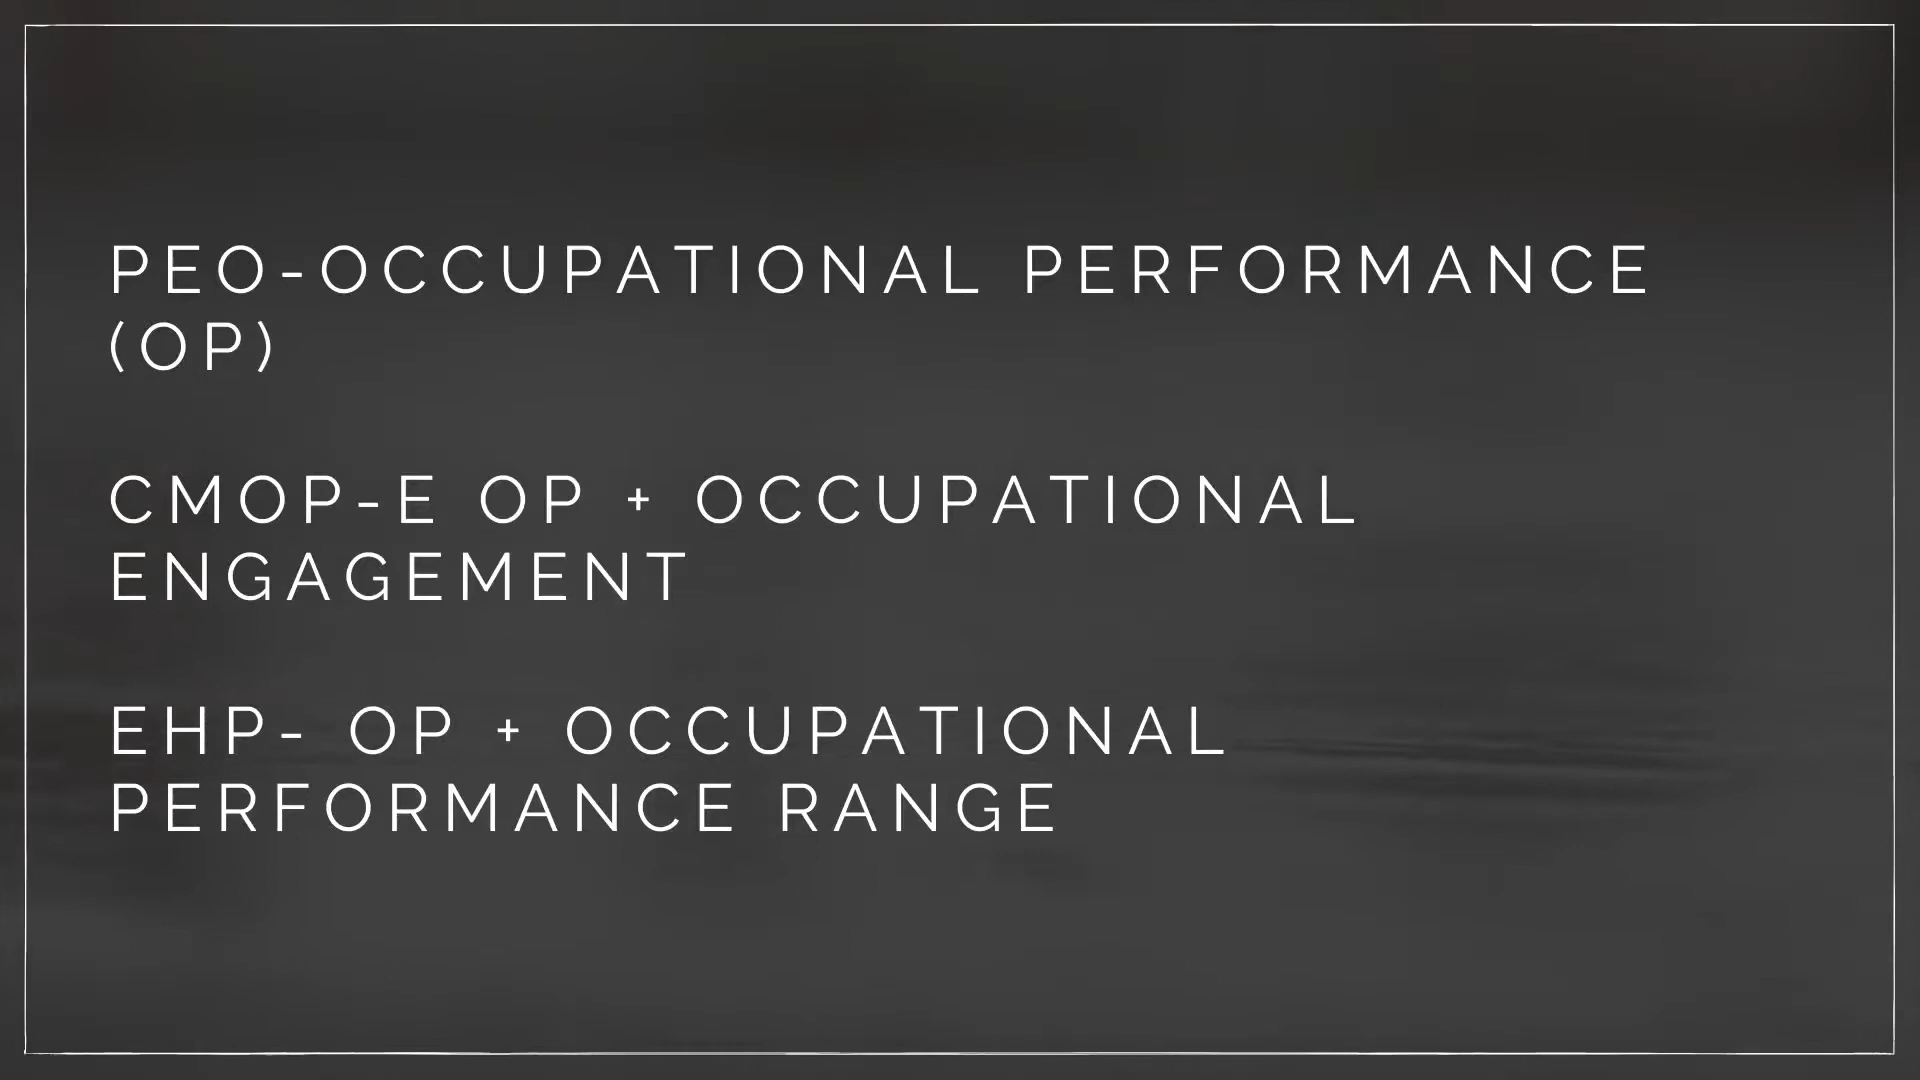 PEO-OCCUPATIONAL PERFORMANCE
(OP)
CMOP-E OP + OCCUPATIONAL
ENGAGEMENT
EHP- OP + OCCUPATIONAL
PERFORMANCE RANGE